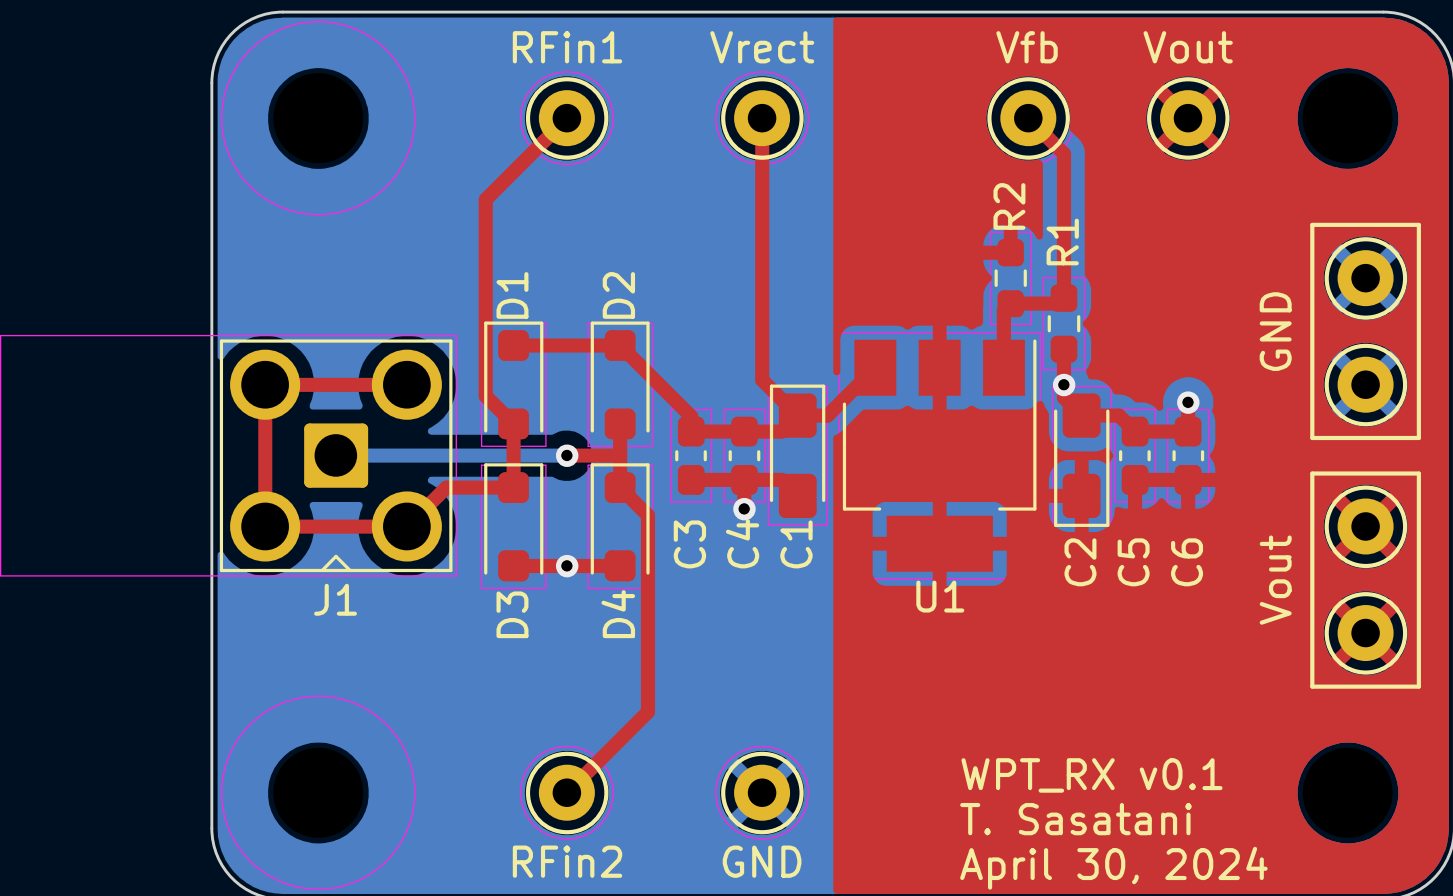 RFin1
Vrect
Vfb
Vout
R2
R1
D1
D2
GND
J1
D3
D4
C3
C4
C1
U1
C2
C5
C6
Vout
RFin2
GND
WPT_RX v0.1
T. Sasatani
April 30, 2024